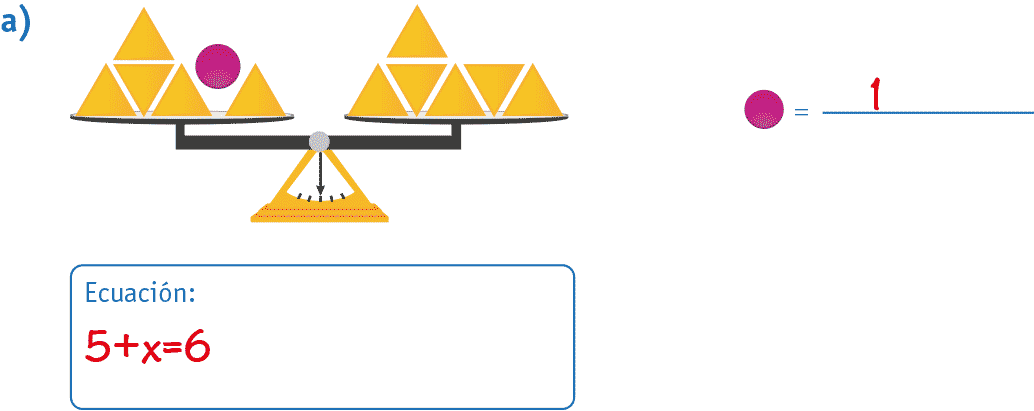 a)
= 1
Ecuación:
5+x=6